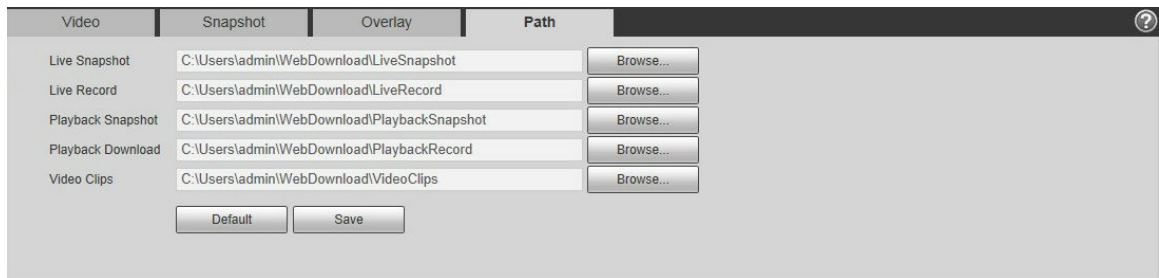 Video Snapshot Overlay Path ?
Live Snapshot C:\Users\admin\WebDownload\LiveSnapshot Browse...
Live Record C:\Users\admin\WebDownload\LiveRecord Browse...
Playback Snapshot C:\Users\admin\WebDownload\PlaybackSnapshot Browse...
Playback Download C:\Users\admin\WebDownload\PlaybackRecord Browse...
Video Clips C:\Users\admin\WebDownload\VideoClips Browse...
Default Save